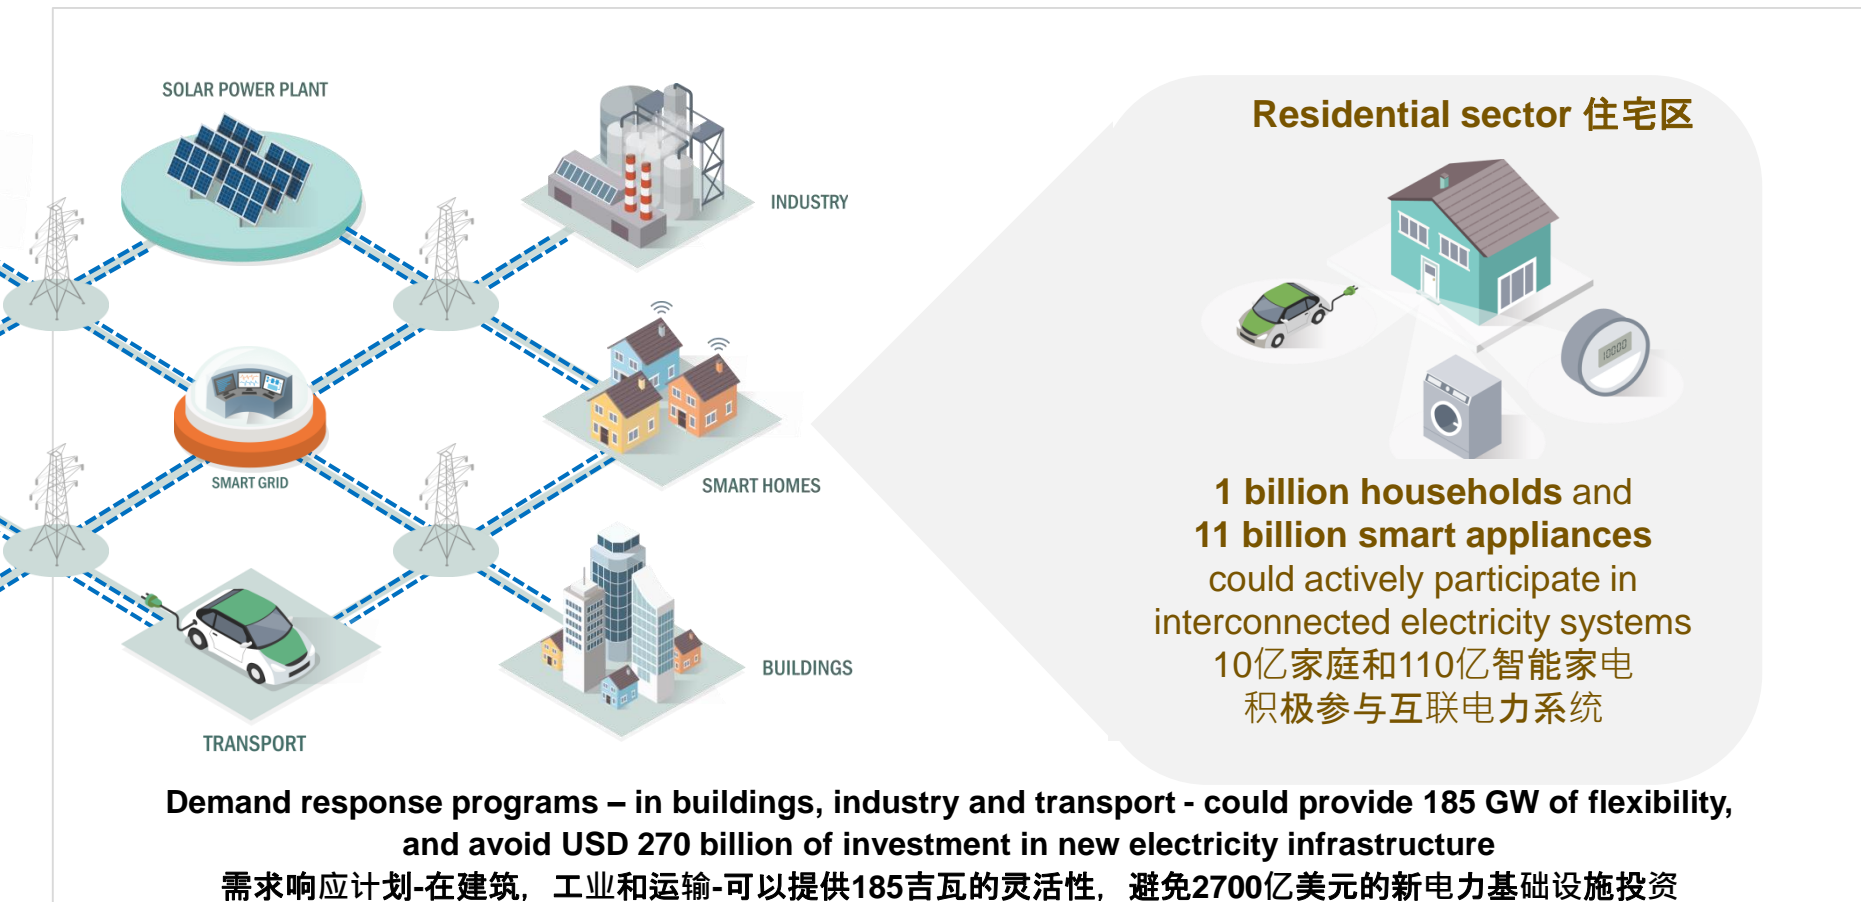 SOLAR POWER PLANT
INDUSTRY
SMART GRID
SMART HOMES
BUILDINGS
TRANSPORT
Residential sector 住宅区
10000
1 billion households and
11 billion smart appliances
could actively participate in
interconnected electricity systems
10亿家庭和110亿智能家电
积极参与互联电力系统
Demand response programs – in buildings, industry and transport - could provide 185 GW of flexibility,
and avoid USD 270 billion of investment in new electricity infrastructure
需求响应计划-在建筑，工业和运输-可以提供185吉瓦的灵活性，避免2700亿美元的新电力基础设施投资